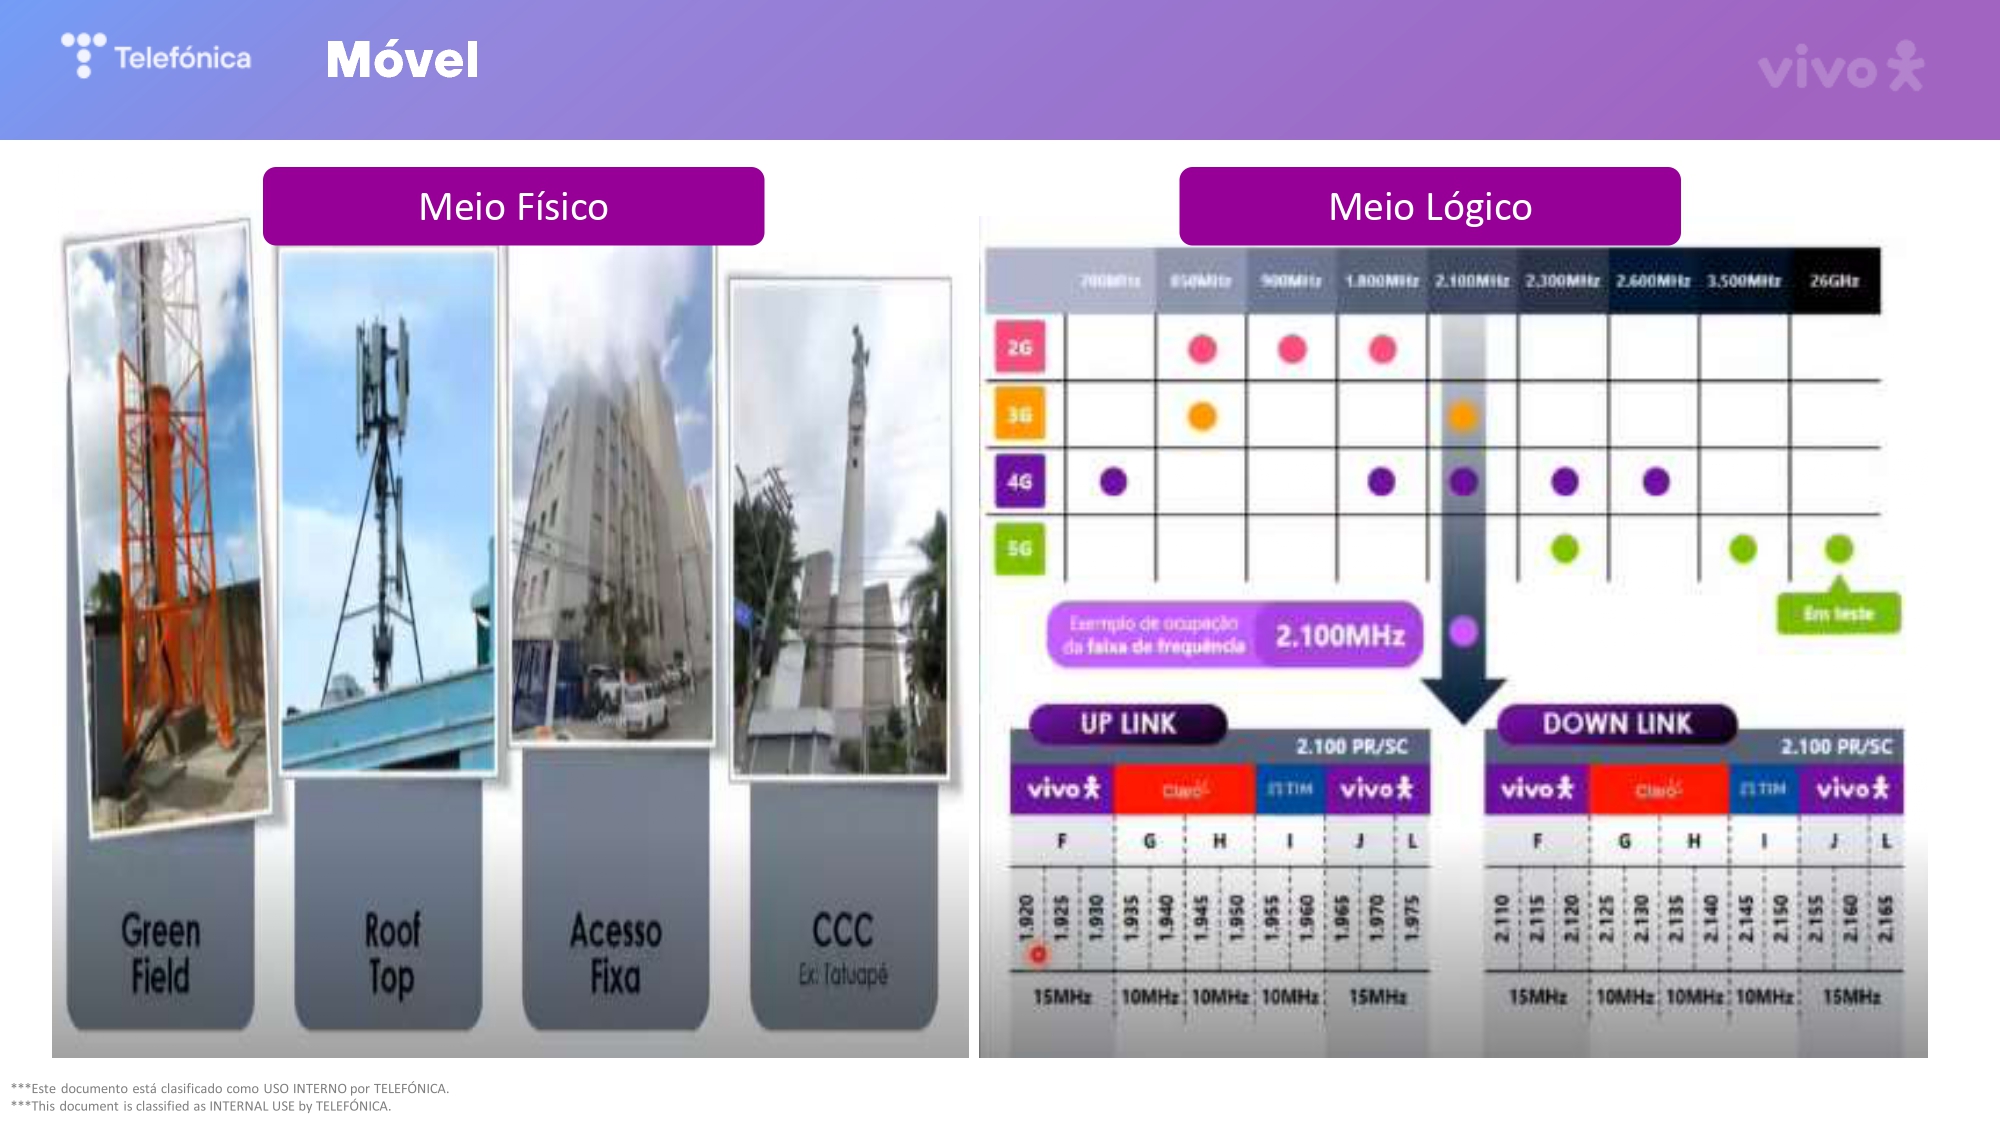 Telefónica
Móvel
vivo
Meio Físico
Meio Lógico
Green
Field
Roof
Top
Acesso
Fixa
CCC
Ex: Tatuapé
700MHz 850MHz 900MHz 1.800MHz 2.100MHz 2.300MHz 2.600MHz 3.500MHz 26GHz
2G
3G
4G
5G
Em teste
Exemplo de ocupação
da faixa de frequência
2.100MHz
UP LINK
2.100 PR/SC
vivo Claro TIM vivo
F G H I J L
1.920 1.925 1.930 1.935 1.940 1.945 1.950 1.955 1.960 1.965 1.970 1.975
15MHz 10MHz 10MHz 10MHz 15MHz
DOWN LINK
2.100 PR/SC
vivo Claro TIM vivo
F G H I J L
2.110 2.115 2.120 2.125 2.130 2.135 2.140 2.145 2.150 2.155 2.160 2.165
15MHz 10MHz 10MHz 10MHz 15MHz
***Este documento está clasificado como USO INTERNO por TELEFÓNICA.
***This document is classified as INTERNAL USE by TELEFÓNICA.